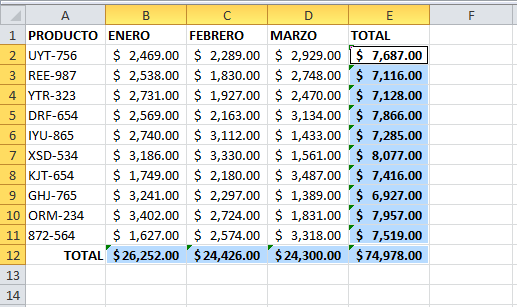 A B C D E F
1 PRODUCTO ENERO FEBRERO MARZO TOTAL
2 UYT-756 $ 2,469.00 $ 2,289.00 $ 2,929.00 $ 7,687.00
3 REE-987 $ 2,538.00 $ 1,830.00 $ 2,748.00 $ 7,116.00
4 YTR-323 $ 2,731.00 $ 1,927.00 $ 2,470.00 $ 7,128.00
5 DRF-654 $ 2,569.00 $ 2,163.00 $ 3,134.00 $ 7,866.00
6 IYU-865 $ 2,740.00 $ 3,112.00 $ 1,433.00 $ 7,285.00
7 XSD-534 $ 3,186.00 $ 3,330.00 $ 1,561.00 $ 8,077.00
8 KJT-654 $ 1,749.00 $ 2,180.00 $ 3,487.00 $ 7,416.00
9 GHJ-765 $ 3,241.00 $ 2,297.00 $ 1,389.00 $ 6,927.00
10 ORM-234 $ 3,402.00 $ 2,724.00 $ 1,831.00 $ 7,957.00
11 872-564 $ 1,627.00 $ 2,574.00 $ 3,318.00 $ 7,519.00
12 TOTAL $26,252.00 $24,426.00 $24,300.00 $74,978.00
13
14